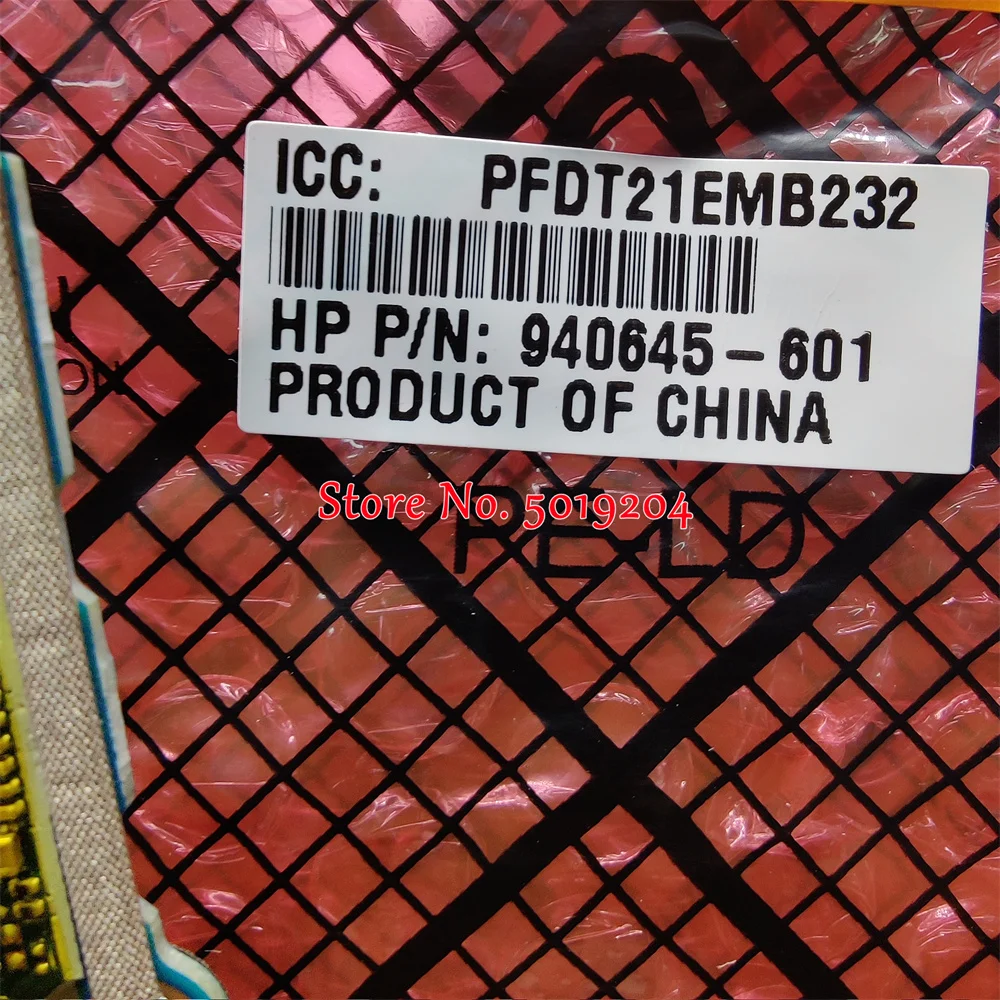 ICC: PFDT21EMB232
HP P/N: 940645-601
PRODUCT OF CHINA
Store No. 5019204